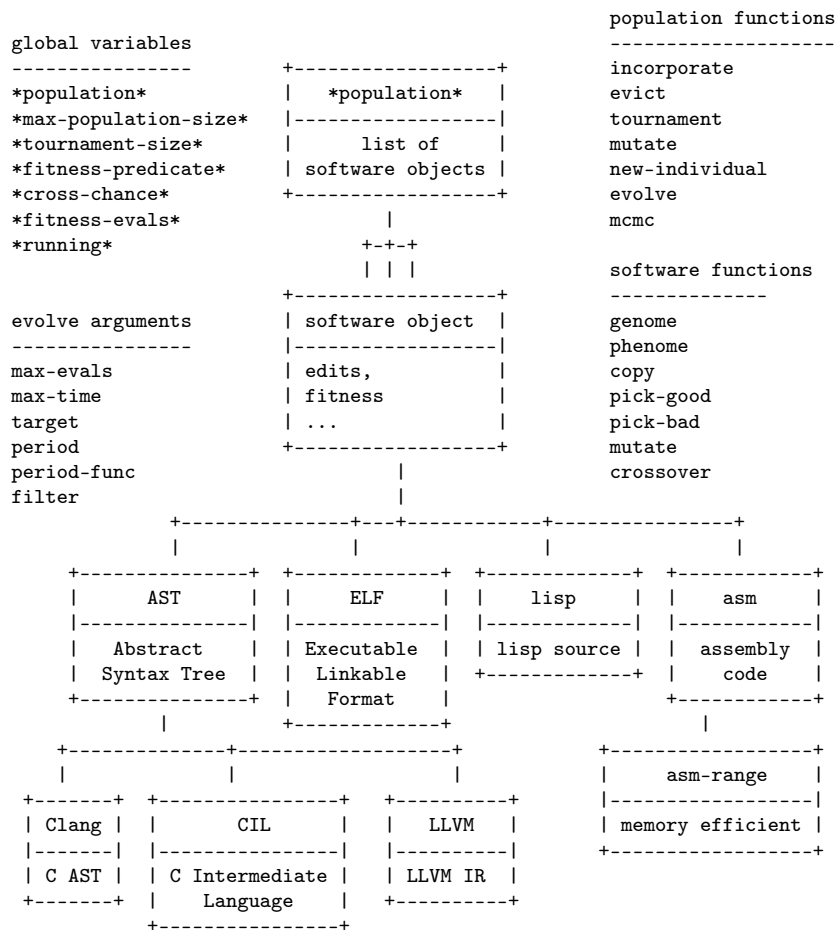 population functions
global variables                                                     --------------------
----------------         +------------------+                        incorporate
*population*             |   *population*   |                        evict
*max-population-size*    |------------------|                        tournament
*tournament-size*        |      list of     |                        mutate
*fitness-predicate*      | software objects |                        new-individual
*cross-chance*           +------------------+                        evolve
*fitness-evals*                   |                                  mcmc
*running*                       +-+-+
                                | | |                                software functions
                         +------------------+                        --------------
evolve arguments         | software object  |                        genome
----------------         |------------------|                        phenome
max-evals                | edits,           |                        copy
max-time                 | fitness          |                        pick-good
target                   | ...              |                        pick-bad
period                   +------------------+                        mutate
period-func                        |                                 crossover
filter                             |
               +---------------+---+------------+----------------+
               |               |                |                |
      +---------------+  +-------------+  +-------------+  +------------+
      |      AST      |  |     ELF     |  |    lisp     |  |    asm     |
      |---------------|  |-------------|  |-------------|  |------------|
      |   Abstract    |  | Executable  |  | lisp source |  |  assembly  |
      |  Syntax Tree  |  |  Linkable   |  +-------------+  |    code    |
      +---------------+  |   Format    |                   +------------+
              |          +-------------+                      |
     +--------------+-------------------+            +------------------+
     |              |                   |            |     asm-range    |
  +-------+  +----------------+  +----------+        |------------------|
  | Clang |  |      CIL       |  |   LLVM   |        | memory efficient |
  |-------|  |----------------|  |----------|        +------------------+
  | C AST |  | C Intermediate |  | LLVM IR  |
  +-------+  |    Language    |  +----------+
             +----------------+